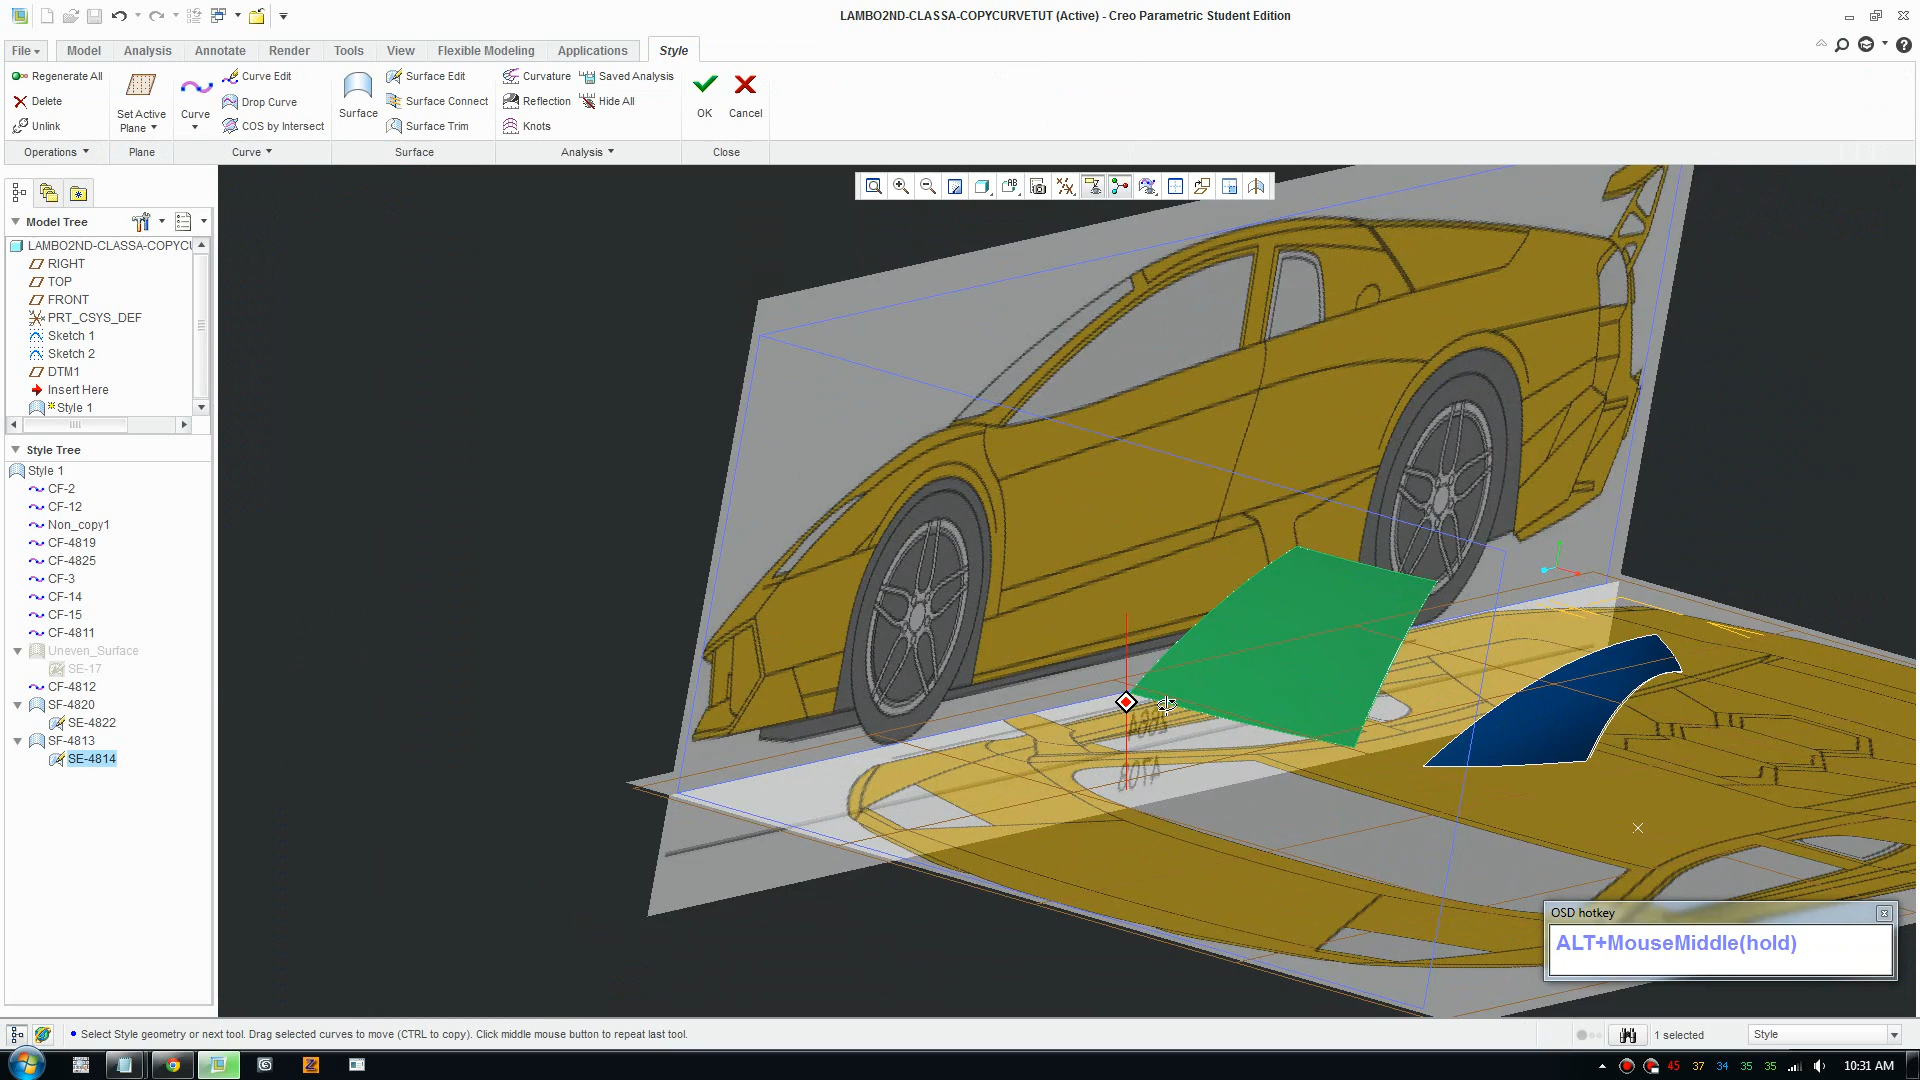 LAMBO2ND-CLASSA-COPYCURVETUT (Active) - Creo Parametric Student Edition
File
Model
Analysis
Annotate
Render
Tools
View
Flexible Modeling
Applications
Style
Regenerate All
Delete
Unlink
Set Active Plane
Curve
Curve Edit
Drop Curve
COS by Intersect
Surface
Surface Edit
Surface Connect
Surface Trim
Curvature
Reflection
Knots
Saved Analysis
Hide All
OK
Cancel
Operations
Plane
Curve
Surface
Analysis
Close
Model Tree
LAMBO2ND-CLASSA-COPYCU
RIGHT
TOP
FRONT
PRT_CSYS_DEF
Sketch 1
Sketch 2
DTM1
Insert Here
Style 1
Style Tree
Style 1
CF-2
CF-12
Non_copy1
CF-4819
CF-4825
CF-3
CF-14
CF-15
CF-4811
Uneven_Surface
SE-17
CF-4812
SF-4820
SE-4822
SF-4813
SE-4814
OSD hotkey
ALT+MouseMiddle(hold)
Select Style geometry or next tool. Drag selected curves to move (CTRL to copy). Click middle mouse button to repeat last tool.
1 selected
Style
45
37
34
35
35
10:31 AM